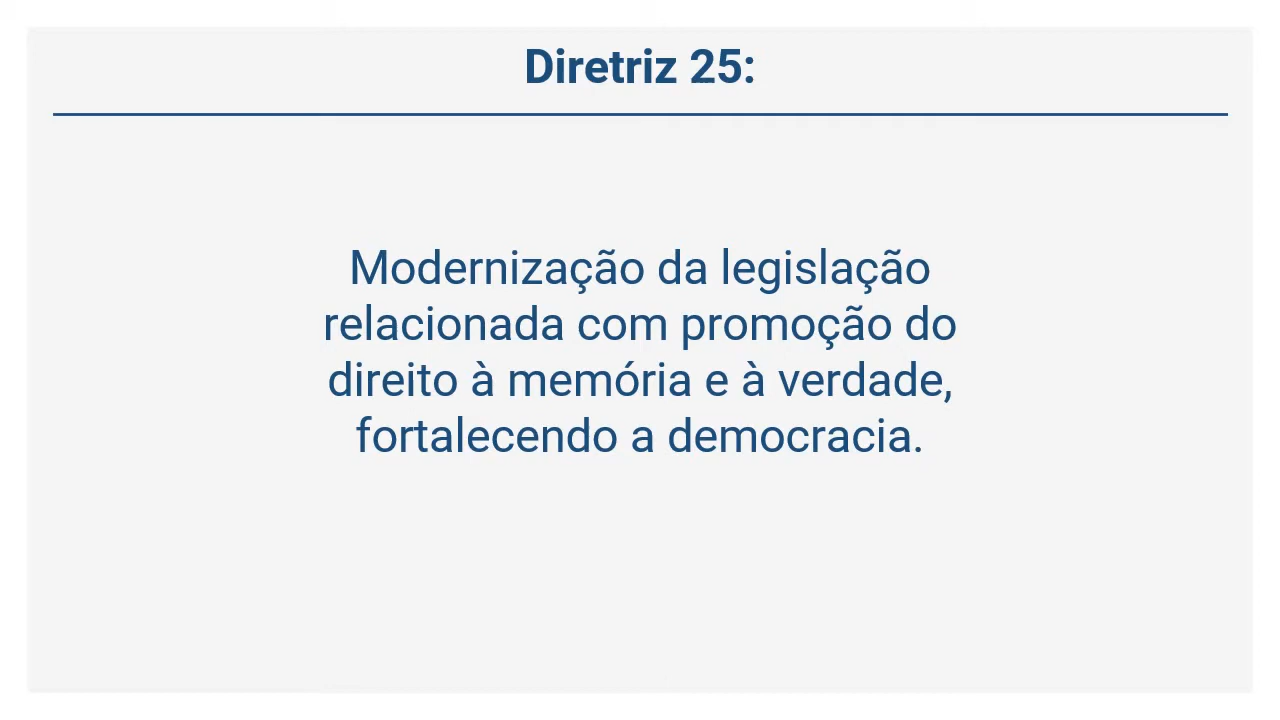 Diretriz 25:
Modernização da legislação
relacionada com promoção do
direito à memória e à verdade,
fortalecendo a democracia.